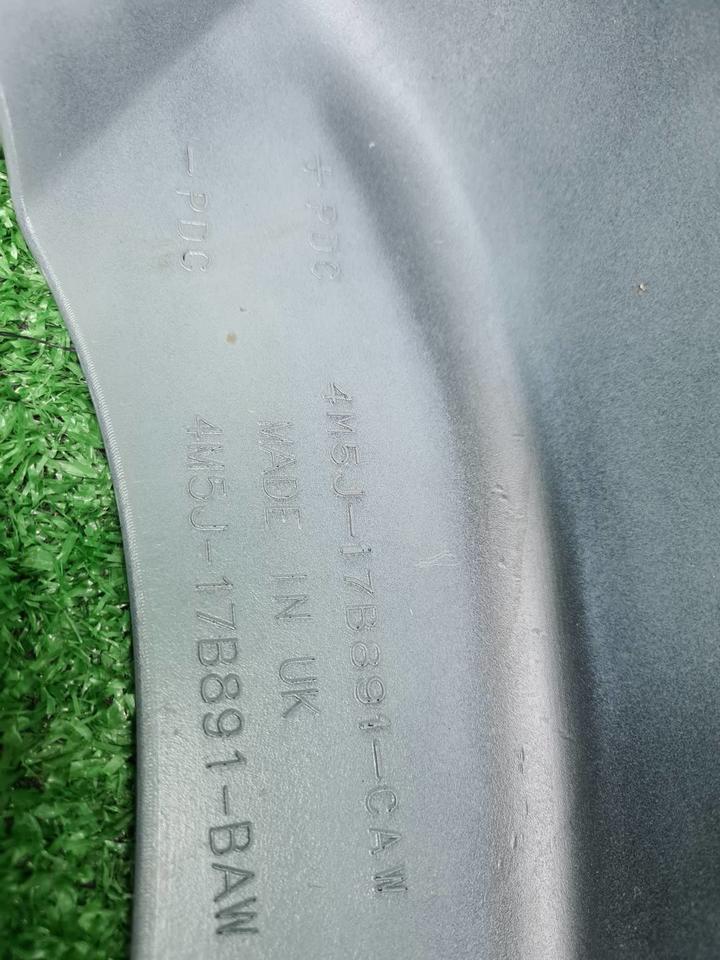 +PDC 4M5J-17B891-CAW
MADE IN UK
-PDC 4M5J-17B891-BAW